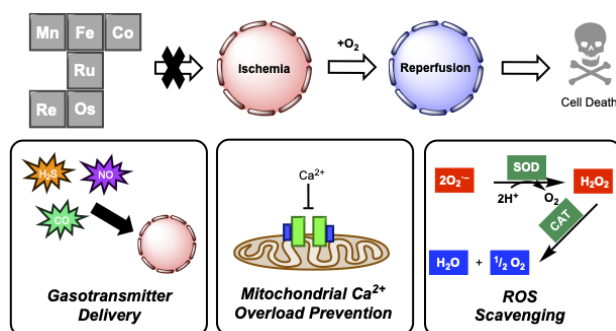 Mn Fe Co
Ru
Re Os
Ischemia
+O₂
Reperfusion
Cell Death
H₂S
NO
CO
Gasotransmitter
Delivery
Ca²⁺
Mitochondrial Ca²⁺
Overload Prevention
2O₂˙⁻
SOD
2H⁺
O₂
H₂O₂
CAT
H₂O + ¹/₂ O₂
ROS
Scavenging